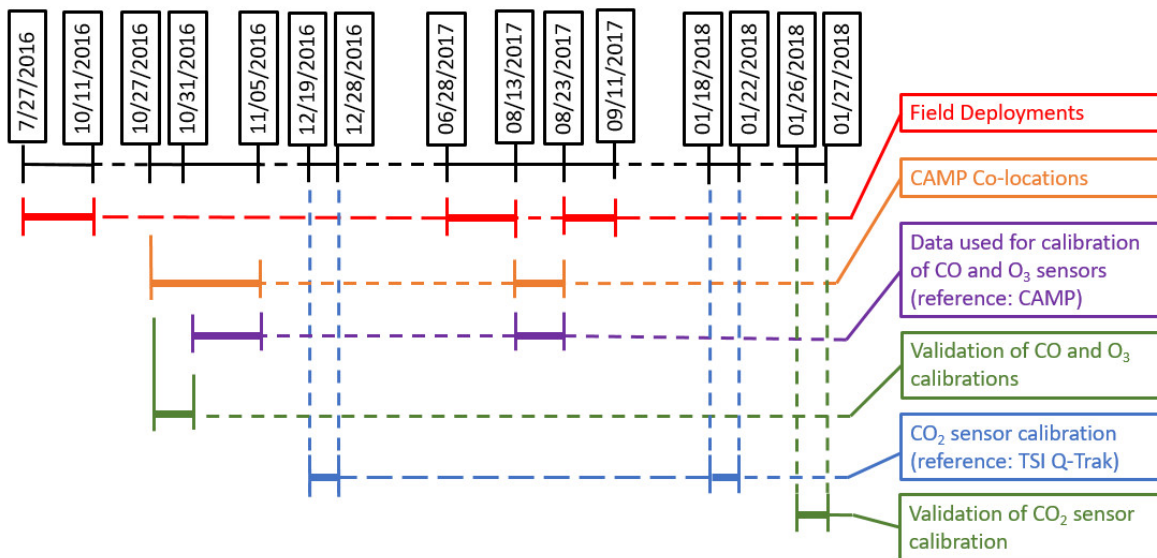 7/27/2016
10/11/2016
10/27/2016
10/31/2016
11/05/2016
12/19/2016
12/28/2016
06/28/2017
08/13/2017
08/23/2017
09/11/2017
01/18/2018
01/22/2018
01/26/2018
01/27/2018
Field Deployments
CAMP Co-locations
Data used for calibration
of CO and O₃ sensors
(reference: CAMP)
Validation of CO and O₃
calibrations
CO₂ sensor calibration
(reference: TSI Q-Trak)
Validation of CO₂ sensor
calibration